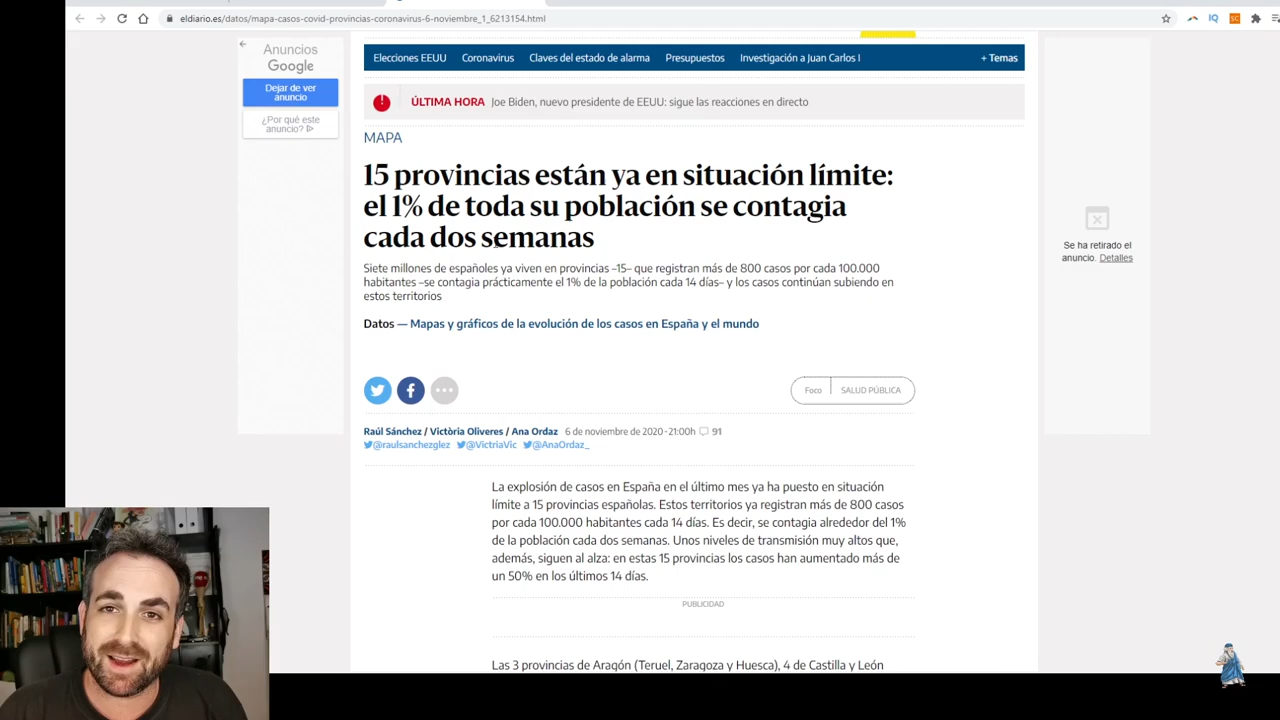 eldiario.es/datos/mapa-casos-covid-provincias-coronavirus-6-noviembre_1_6213154.html
Anuncios
Google
Dejar de ver
anuncio
¿Por qué este
anuncio?
Elecciones EEUU Coronavirus Claves del estado de alarma Presupuestos Investigación a Juan Carlos I + Temas
ÚLTIMA HORA Joe Biden, nuevo presidente de EEUU: sigue las reacciones en directo
MAPA
15 provincias están ya en situación límite:
el 1% de toda su población se contagia
cada dos semanas
Siete millones de españoles ya viven en provincias –15– que registran más de 800 casos por cada 100.000
habitantes –se contagia prácticamente el 1% de la población cada 14 días– y los casos continúan subiendo en
estos territorios
Datos — Mapas y gráficos de la evolución de los casos en España y el mundo
Se ha retirado el
anuncio. Detalles
Foco SALUD PÚBLICA
Raúl Sánchez / Victòria Oliveres / Ana Ordaz 6 de noviembre de 2020 - 21:00h 91
@raulsanchezglez @VictriaVic @AnaOrdaz_
La explosión de casos en España en el último mes ya ha puesto en situación
límite a 15 provincias españolas. Estos territorios ya registran más de 800 casos
por cada 100.000 habitantes cada 14 días. Es decir, se contagia alrededor del 1%
de la población cada dos semanas. Unos niveles de transmisión muy altos que,
además, siguen al alza: en estas 15 provincias los casos han aumentado más de
un 50% en los últimos 14 días.
PUBLICIDAD
Las 3 provincias de Aragón (Teruel, Zaragoza y Huesca), 4 de Castilla y León